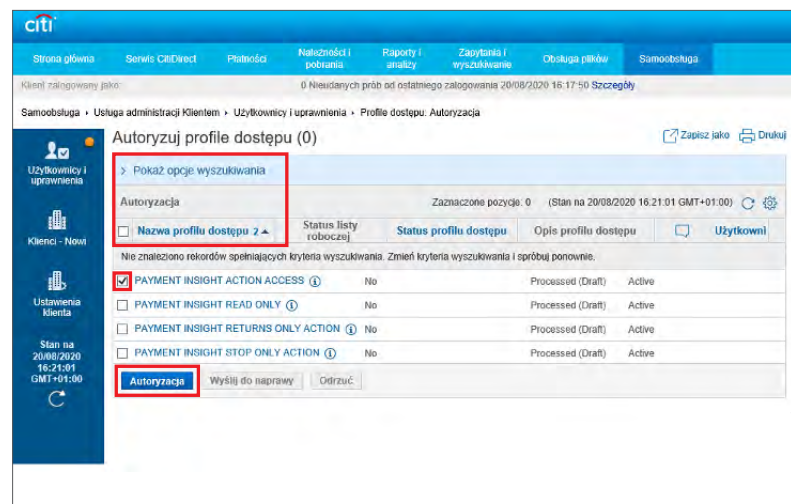 citi
Strona główna Serwis CitiDirect Płatności Należności i pobrania Raporty i analizy Zapytania i wyszukiwanie Obsługa plików Samoobsługa
Klient zalogowany jako: 0 Nieudanych prób od ostatniego zalogowania 20/08/2020 16:17:50 Szczegóły
Samoobsługa › Usługa administracji Klientem › Użytkownicy i uprawnienia › Profile dostępu: Autoryzacja
Autoryzuj profile dostępu (0) Zapisz jako Drukuj
Użytkownicy i uprawnienia
Klienci - Nowi
Ustawienia klienta
Stan na
20/08/2020
16:21:01
GMT+01:00
> Pokaż opcje wyszukiwania
Autoryzacja Zaznaczone pozycje: 0 (Stan na 20/08/2020 16:21:01 GMT+01:00)
Nazwa profilu dostępu 2 Status listy roboczej Status profilu dostępu Opis profilu dostępu Użytkowni
Nie znaleziono rekordów spełniających kryteria wyszukiwania. Zmień kryteria wyszukiwania i spróbuj ponownie.
PAYMENT INSIGHT ACTION ACCESS No Processed (Draft) Active
PAYMENT INSIGHT READ ONLY No Processed (Draft) Active
PAYMENT INSIGHT RETURNS ONLY ACTION No Processed (Draft) Active
PAYMENT INSIGHT STOP ONLY ACTION No Processed (Draft) Active
Autoryzacja Wyślij do naprawy Odrzuć